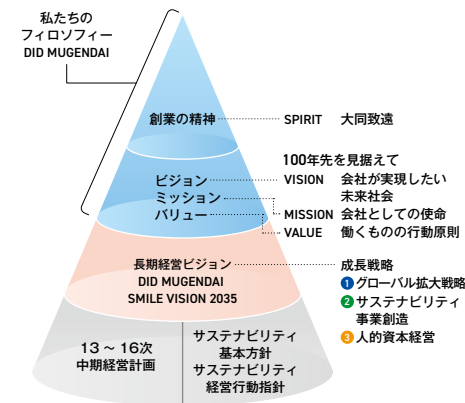 私たちの
フィロソフィー
DID MUGENDAI
創業の精神 SPIRIT 大同致遠
100年先を見据えて
ビジョン VISION 会社が実現したい
未来社会
ミッション MISSION 会社としての使命
バリュー VALUE 働くものの行動原則
長期経営ビジョン 成長戦略
DID MUGENDAI
SMILE VISION 2035
1 グローバル拡大戦略
2 サステナビリティ
事業創造
3 人的資本経営
13 ～ 16次
中期経営計画
サステナビリティ
基本方針
サステナビリティ
経営行動指針